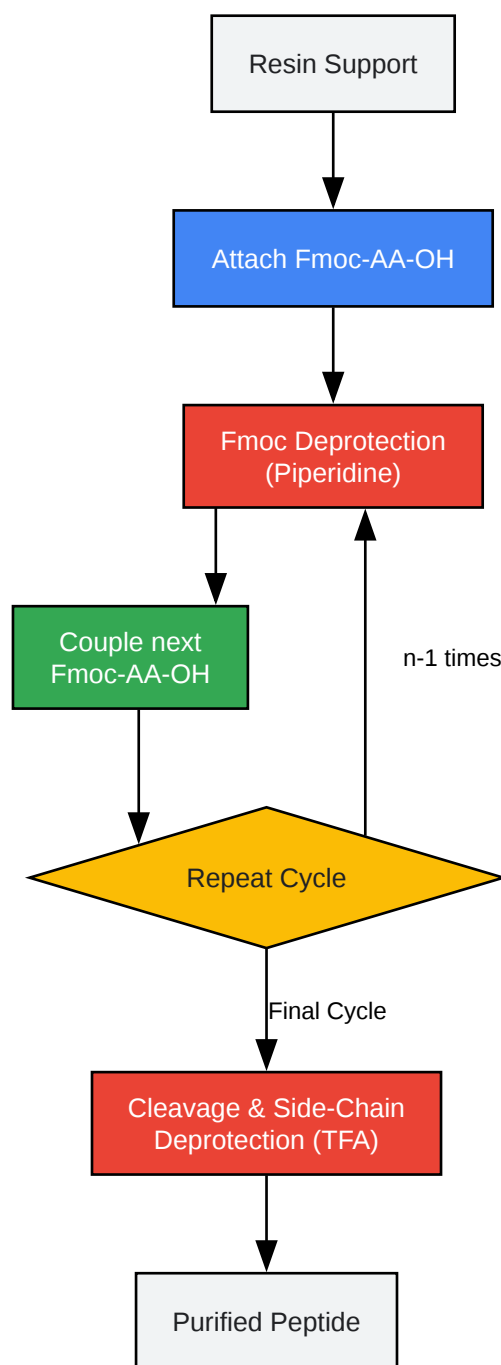 Resin Support
Attach Fmoc-AA-OH
Fmoc Deprotection
(Piperidine)
Couple next
Fmoc-AA-OH
n-1 times
Repeat Cycle
Final Cycle
Cleavage & Side-Chain
Deprotection (TFA)
Purified Peptide